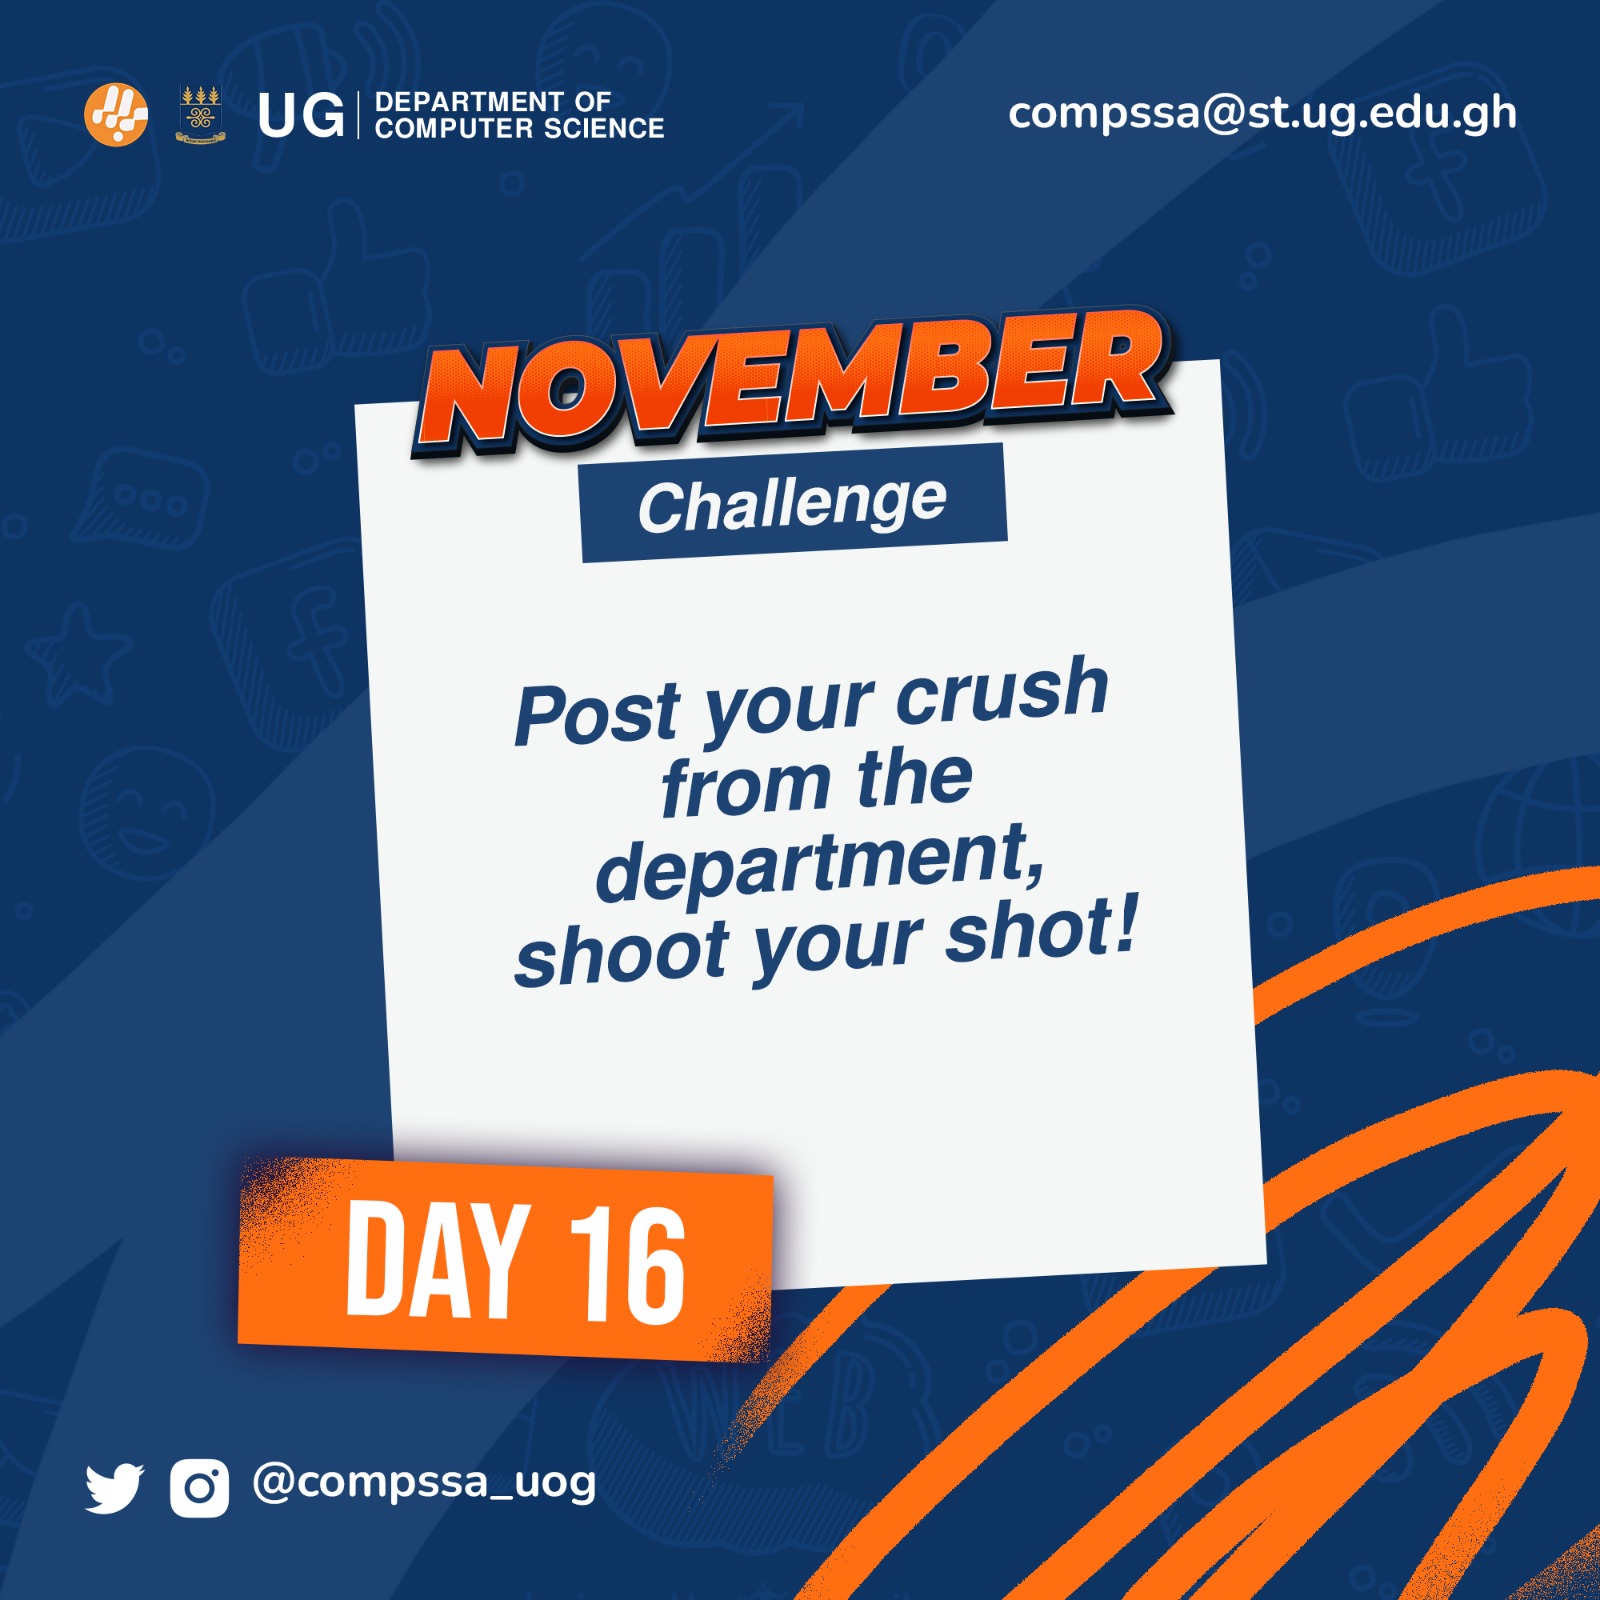 UG
DEPARTMENT OF
COMPUTER SCIENCE
compssa@st.ug.edu.gh
NOVEMBER
Challenge
Post your crush
from the
department,
shoot your shot!
DAY 16
WEB
@compssa_uog